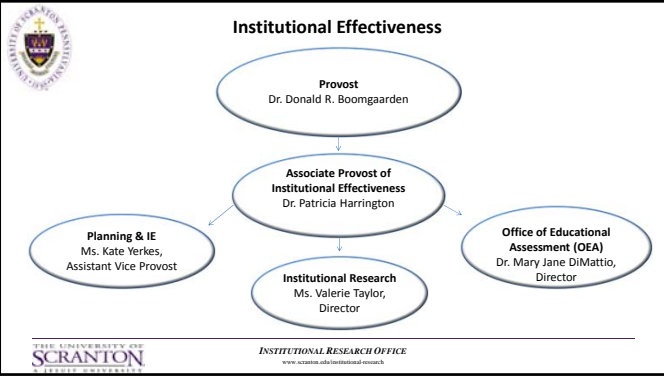 Institutional Effectiveness
Provost
Dr. Donald R. Boomgaarden
Associate Provost of
Institutional Effectiveness
Dr. Patricia Harrington
Planning & IE
Ms. Kate Yerkes,
Assistant Vice Provost
Institutional Research
Ms. Valerie Taylor,
Director
Office of Educational
Assessment (OEA)
Dr. Mary Jane DiMattio,
Director
THE UNIVERSITY OF
SCRANTON
A JESUIT UNIVERSITY
INSTITUTIONAL RESEARCH OFFICE
www.scranton.edu/institutional-research